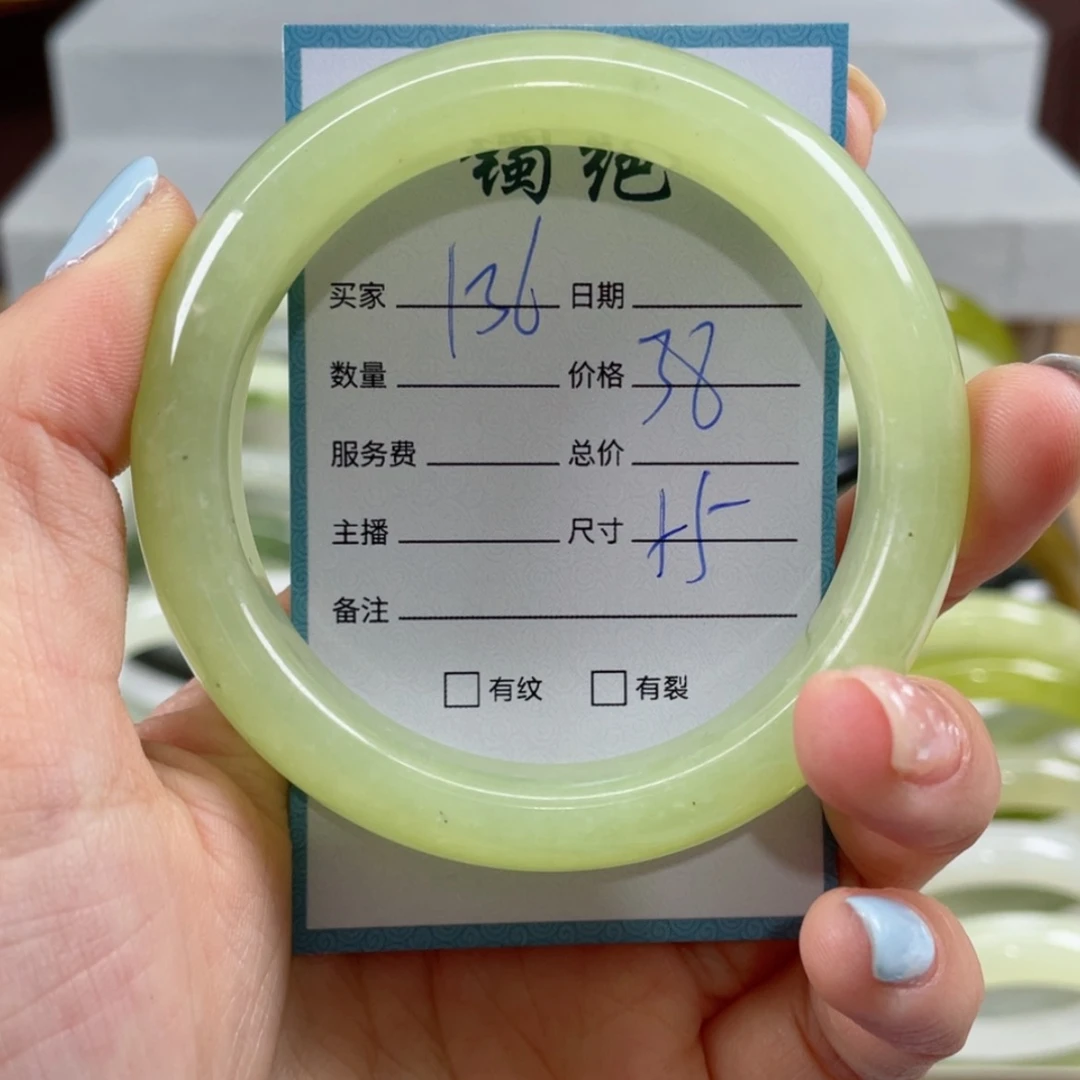 买家 136 日期
数量 价格 38
服务费 总价
主播 尺寸
备注
□有纹 □有裂